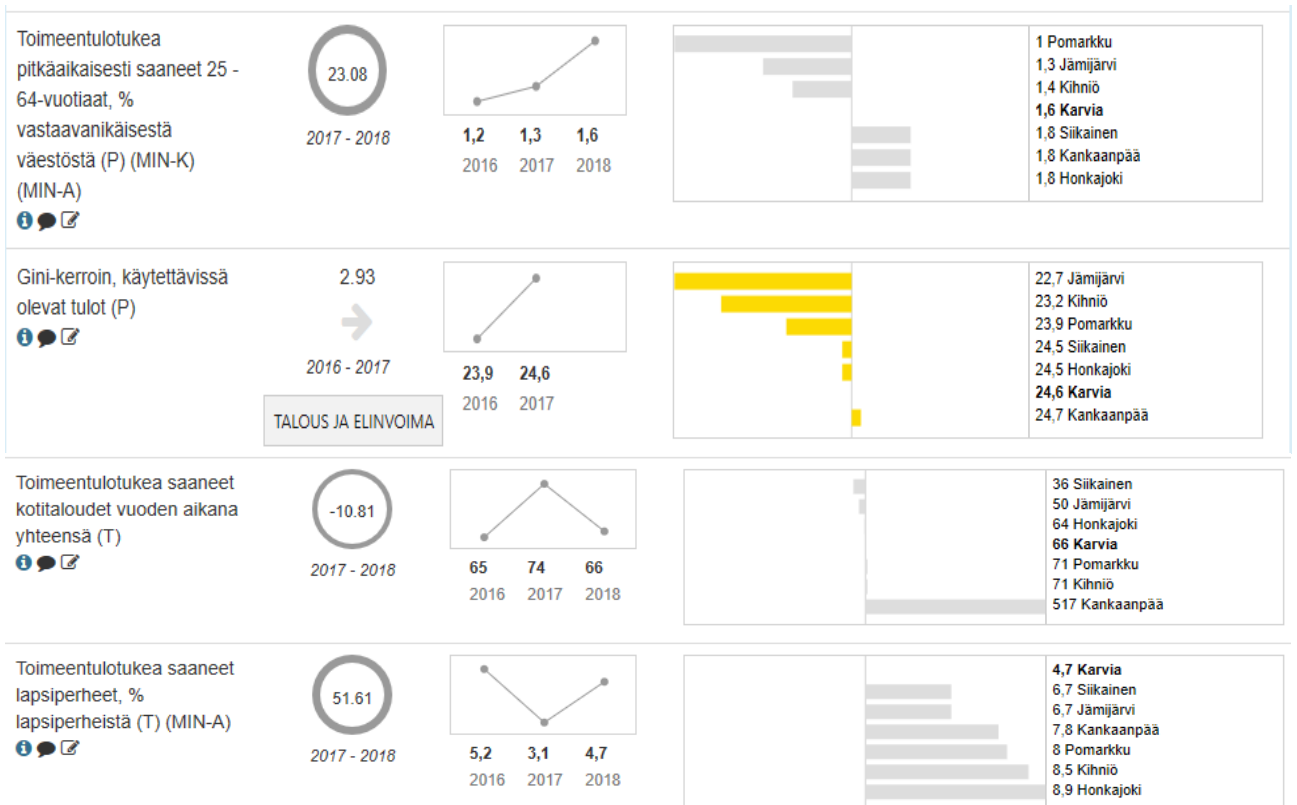 Toimeentulotukea
pitkäaikaisesti saaneet 25 -
64-vuotiaat, %
vastaavanikäisestä
väestöstä (P) (MIN-K)
(MIN-A)
23.08
2017 - 2018
1,2 1,3 1,6
2016 2017 2018
1 Pomarkku
1,3 Jämijärvi
1,4 Kihniö
1,6 Karvia
1,8 Siikainen
1,8 Kankaanpää
1,8 Honkajoki
Gini-kerroin, käytettävissä
olevat tulot (P)
2.93
2016 - 2017
TALOUS JA ELINVOIMA
23,9 24,6
2016 2017
22,7 Jämijärvi
23,2 Kihniö
23,9 Pomarkku
24,5 Siikainen
24,5 Honkajoki
24,6 Karvia
24,7 Kankaanpää
Toimeentulotukea saaneet
kotitaloudet vuoden aikana
yhteensä (T)
-10.81
2017 - 2018
65 74 66
2016 2017 2018
36 Siikainen
50 Jämijärvi
64 Honkajoki
66 Karvia
71 Pomarkku
71 Kihniö
517 Kankaanpää
Toimeentulotukea saaneet
lapsiperheet, %
lapsiperheistä (T) (MIN-A)
51.61
2017 - 2018
5,2 3,1 4,7
2016 2017 2018
4,7 Karvia
6,7 Siikainen
6,7 Jämijärvi
7,8 Kankaanpää
8 Pomarkku
8,5 Kihniö
8,9 Honkajoki